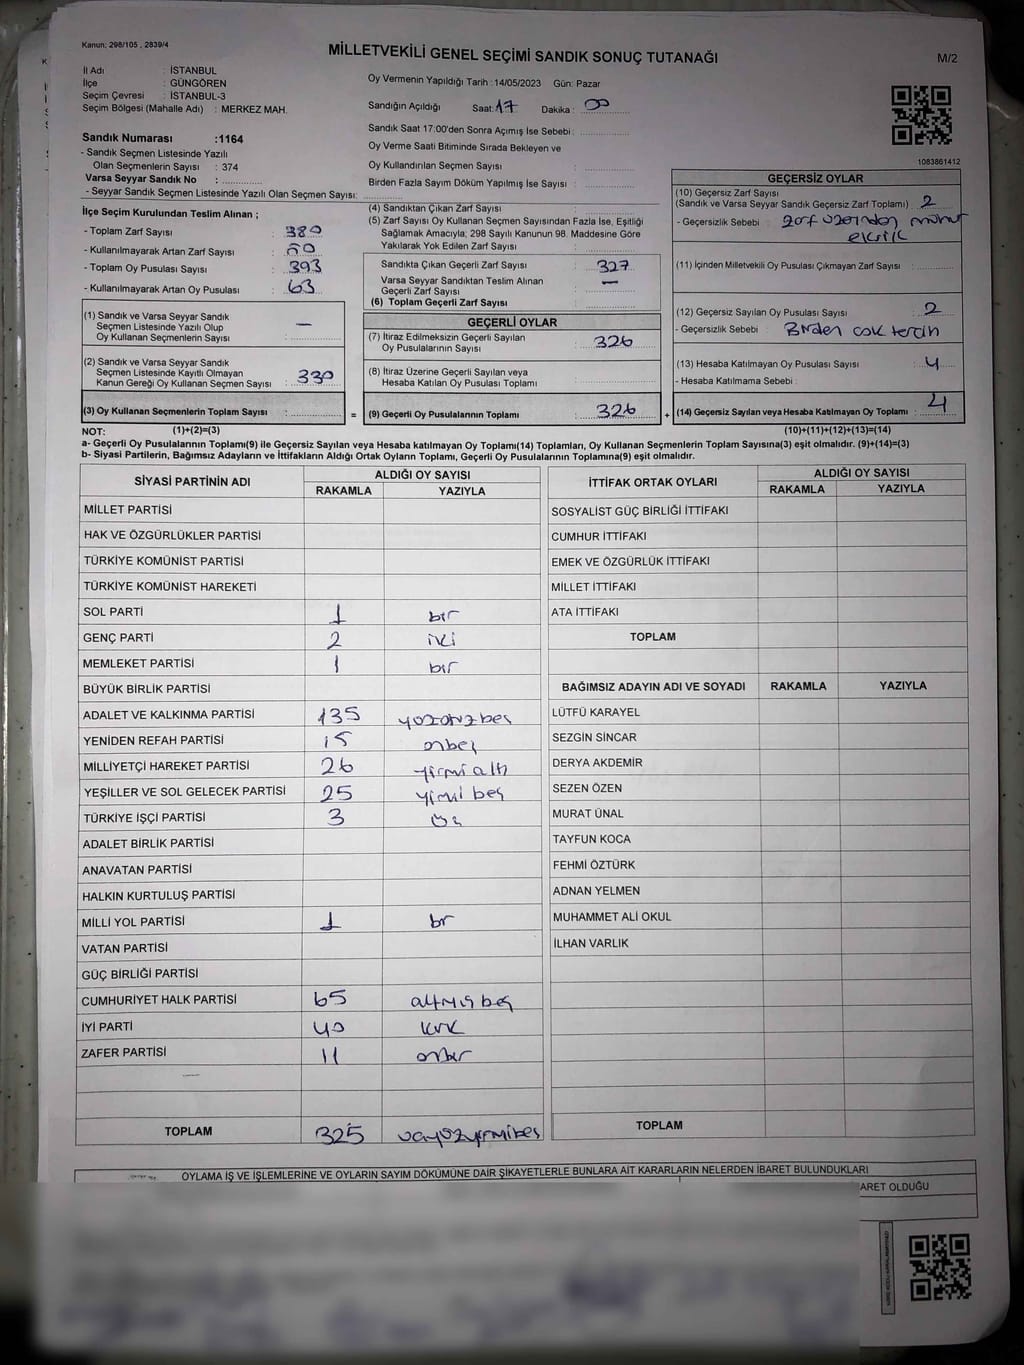 Kanun: 298/105 , 2839/4
MİLLETVEKİLİ GENEL SEÇİMİ SANDIK SONUÇ TUTANAĞI
M/2
İl Adı : İSTANBUL
İlçe : GÜNGÖREN
Seçim Çevresi : İSTANBUL-3
Seçim Bölgesi (Mahalle Adı) : MERKEZ MAH.
Sandık Numarası :1164
- Sandık Seçmen Listesinde Yazılı
Olan Seçmenlerin Sayısı : 374
Varsa Seyyar Sandık No :
- Seyyar Sandık Seçmen Listesinde Yazılı Olan Seçmen Sayısı:
Oy Vermenin Yapıldığı Tarih :14/05/2023 Gün: Pazar
Sandığın Açıldığı Saat: 17 Dakika : 00
Sandık Saat 17:00'den Sonra Açımış İse Sebebi :
Oy Verme Saati Bitiminde Sırada Bekleyen ve
Oy Kullandırılan Seçmen Sayısı :
Birden Fazla Sayım Döküm Yapılmış İse Sayısı :
1083861412
İlçe Seçim Kurulundan Teslim Alınan ;
- Toplam Zarf Sayısı : 380
- Kullanılmayarak Artan Zarf Sayısı : 50
- Toplam Oy Pusulası Sayısı : 393
- Kullanılmayarak Artan Oy Pusulası : 63
(1) Sandık ve Varsa Seyyar Sandık
Seçmen Listesinde Yazılı Olup
Oy Kullanan Seçmenlerin Sayısı : —
(2) Sandık ve Varsa Seyyar Sandık
Seçmen Listesinde Kayıtlı Olmayan
Kanun Gereği Oy Kullanan Seçmen Sayısı : 330
(3) Oy Kullanan Seçmenlerin Toplam Sayısı :
(4) Sandıktan Çıkan Zarf Sayısı :
(5) Zarf Sayısı Oy Kullanan Seçmen Sayısından Fazla İse, Eşitliği
Sağlamak Amacıyla, 298 Sayılı Kanunun 98. Maddesine Göre
Yakılarak Yok Edilen Zarf Sayısı :
Sandıkta Çıkan Geçerli Zarf Sayısı : 327
Varsa Seyyar Sandıktan Teslim Alınan
Geçerli Zarf Sayısı : —
(6) Toplam Geçerli Zarf Sayısı :
GEÇERLİ OYLAR
(7) İtiraz Edilmeksizin Geçerli Sayılan
Oy Pusulalarının Sayısı : 326
(8) İtiraz Üzerine Geçerli Sayılan veya
Hesaba Katılan Oy Pusulası Toplamı :
= (9) Geçerli Oy Pusulalarının Toplamı : 326 +
GEÇERSİZ OYLAR
(10) Geçersiz Zarf Sayısı
(Sandık ve Varsa Seyyar Sandık Geçersiz Zarf Toplamı) : 2
- Geçersizlik Sebebi : zarf üzerinden mühür
eksik
(11) İçinden Milletvekili Oy Pusulası Çıkmayan Zarf Sayısı :
(12) Geçersiz Sayılan Oy Pusulası Sayısı : 2
- Geçersizlik Sebebi : Birden cok tercih
(13) Hesaba Katılmayan Oy Pusulası Sayısı : 4
- Hesaba Katılmama Sebebi :
(14) Geçersiz Sayılan veya Hesaba Katılmayan Oy Toplamı : 4
NOT: (1)+(2)=(3) (10)+(11)+(12)+(13)=(14)
a- Geçerli Oy Pusulalarının Toplamı(9) ile Geçersiz Sayılan veya Hesaba katılmayan Oy Toplamı(14) Toplamları, Oy Kullanan Seçmenlerin Toplam Sayısına(3) eşit olmalıdır. (9)+(14)=(3)
b- Siyasi Partilerin, Bağımsız Adayların ve İttifakların Aldığı Ortak Oyların Toplamı, Geçerli Oy Pusulalarının Toplamına(9) eşit olmalıdır.
SİYASİ PARTİNİN ADI ALDIĞI OY SAYISI
RAKAMLA YAZIYLA
MİLLET PARTİSİ
HAK VE ÖZGÜRLÜKLER PARTİSİ
TÜRKİYE KOMÜNİST PARTİSİ
TÜRKİYE KOMÜNİST HAREKETİ
SOL PARTİ 1 bir
GENÇ PARTİ 2 iki
MEMLEKET PARTİSİ 1 bır
BÜYÜK BİRLİK PARTİSİ
ADALET VE KALKINMA PARTİSİ 135 yüzotuzbeş
YENİDEN REFAH PARTİSİ 15 onbeş
MİLLİYETÇİ HAREKET PARTİSİ 26 yirmi altı
YEŞİLLER VE SOL GELECEK PARTİSİ 25 yirmi beş
TÜRKİYE İŞÇİ PARTİSİ 3 üç
ADALET BİRLİK PARTİSİ
ANAVATAN PARTİSİ
HALKIN KURTULUŞ PARTİSİ
MİLLİ YOL PARTİSİ 1 bir
VATAN PARTİSİ
GÜÇ BİRLİĞİ PARTİSİ
CUMHURİYET HALK PARTİSİ 65 altmış beş
İYİ PARTİ 40 kırk
ZAFER PARTİSİ 11 onbir
TOPLAM 325 üçyüzyirmibeş
İTTİFAK ORTAK OYLARI ALDIĞI OY SAYISI
RAKAMLA YAZIYLA
SOSYALİST GÜÇ BİRLİĞİ İTTİFAKI
CUMHUR İTTİFAKI
EMEK VE ÖZGÜRLÜK İTTİFAKI
MİLLET İTTİFAKI
ATA İTTİFAKI
TOPLAM
BAĞIMSIZ ADAYIN ADI VE SOYADI RAKAMLA YAZIYLA
LÜTFÜ KARAYEL
SEZGİN SİNCAR
DERYA AKDEMİR
SEZEN ÖZEN
MURAT ÜNAL
TAYFUN KOCA
FEHMİ ÖZTÜRK
ADNAN YELMEN
MUHAMMET ALİ OKUL
İLHAN VARLIK
TOPLAM
OYLAMA İŞ VE İŞLEMLERİNE VE OYLARIN SAYIM DÖKÜMÜNE DAİR ŞİKAYETLERLE BUNLARA AİT KARARLARIN NELERDEN İBARET BULUNDUKLARI
ARET OLDUĞU